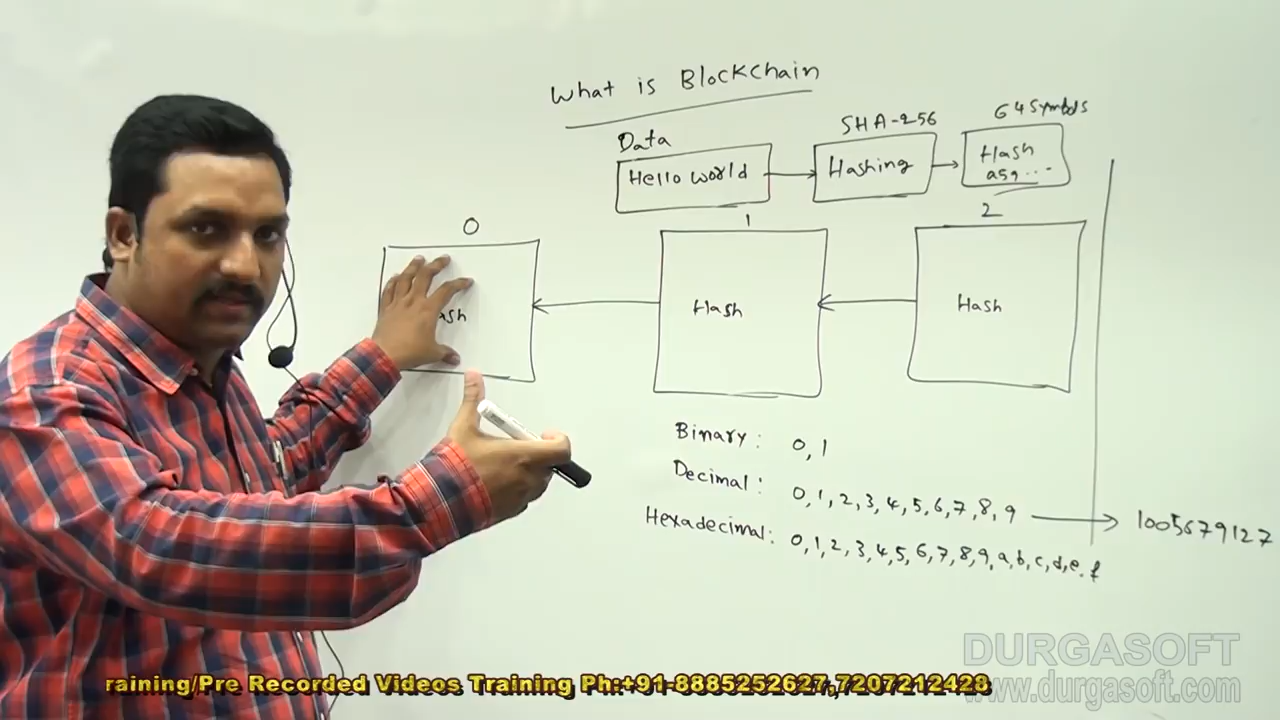 What is Blockchain
Data
SHA-256
64 Symbols
Hello World
Hashing
Hash
a59...
0
1
2
ash
Hash
Hash
Binary: 0, 1
Decimal: 0, 1, 2, 3, 4, 5, 6, 7, 8, 9
1005679127
Hexadecimal: 0, 1, 2, 3, 4, 5, 6, 7, 8, 9, a, b, c, d, e, f
DURGASOFT
www.durgasoft.com
raining/Pre Recorded Videos Training Ph:+91-8885252627,7207212428